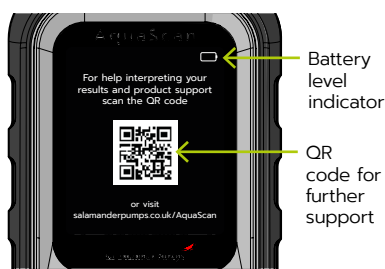 AquaScan
For help interpreting your
results and product support
scan the QR code
or visit
salamanderpumps.co.uk/AquaScan
Battery
level
indicator
QR
code for
further
support